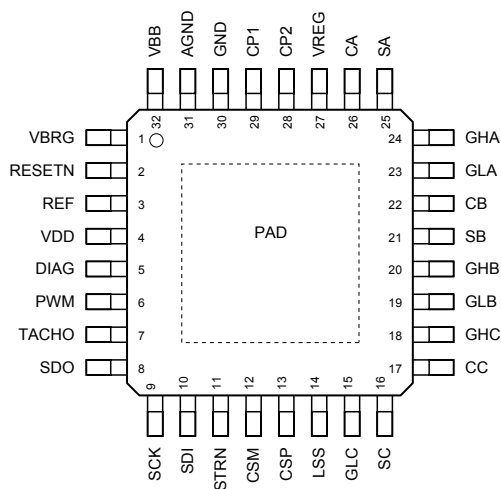 VBB AGND GND CP1 CP2 VREG CA SA
32 31 30 29 28 27 26 25
VBRG 1 24 GHA
RESETN 2 23 GLA
REF 3 22 CB
VDD 4 21 SB
PAD
DIAG 5 20 GHB
PWM 6 19 GLB
TACHO 7 18 GHC
SDO 8 17 CC
9 10 11 12 13 14 15 16
SCK SDI STRN CSM CSP LSS GLC SC